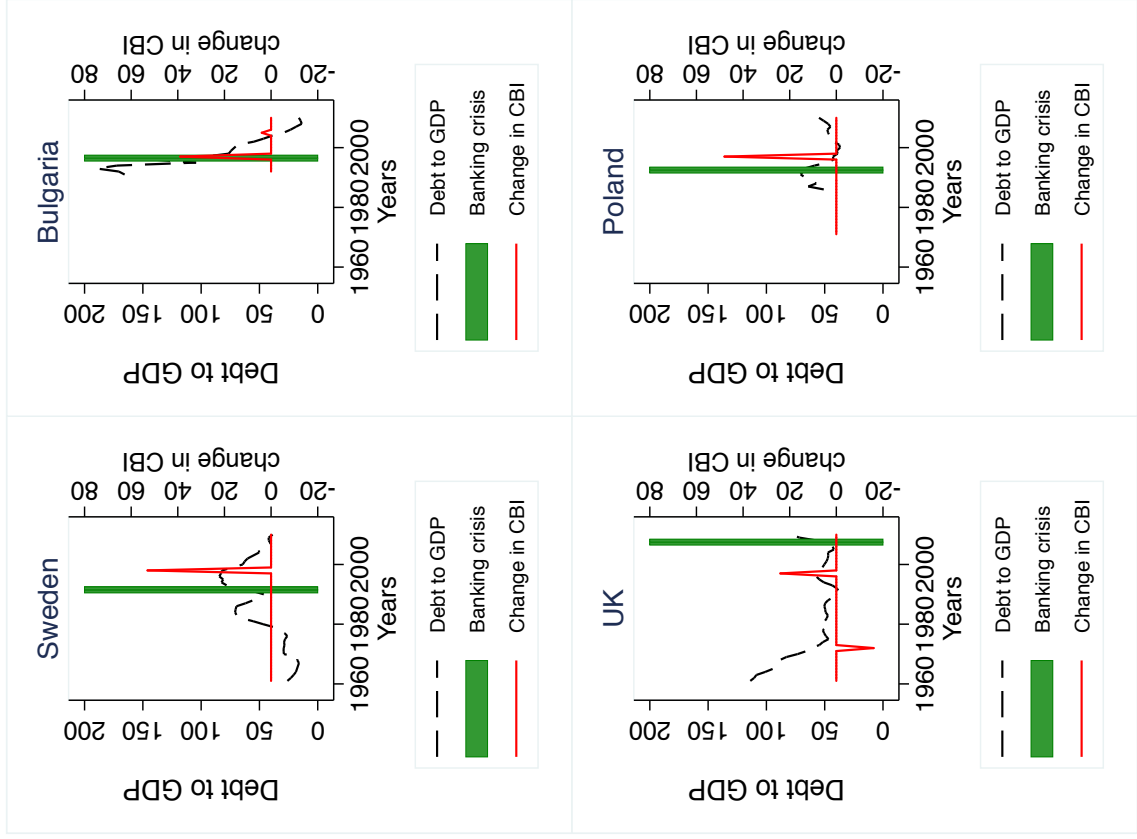 Sweden
Debt to GDP
200
150
100
50
0
80
60
40
20
0
-20
change in CBI
1960 1980 2000
Years
Debt to GDP
Banking crisis
Change in CBI
Bulgaria
Debt to GDP
200
150
100
50
0
80
60
40
20
0
-20
change in CBI
1960 1980 2000
Years
Debt to GDP
Banking crisis
Change in CBI
UK
Debt to GDP
200
150
100
50
0
80
60
40
20
0
-20
change in CBI
1960 1980 2000
Years
Debt to GDP
Banking crisis
Change in CBI
Poland
Debt to GDP
200
150
100
50
0
80
60
40
20
0
-20
change in CBI
1960 1980 2000
Years
Debt to GDP
Banking crisis
Change in CBI